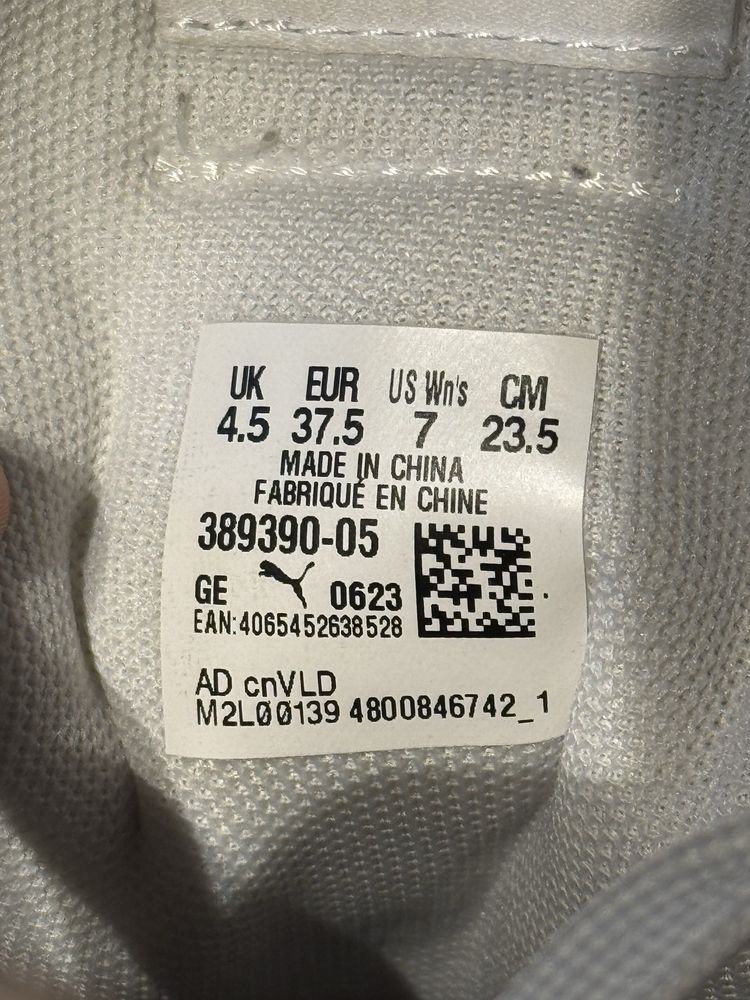 UK EUR US Wn's CM
4.5 37.5 7 23.5
MADE IN CHINA
FABRIQUÉ EN CHINE
389390-05
GE 0623
EAN:4065452638528
AD cnVLD
M2L00139 4800846742_1